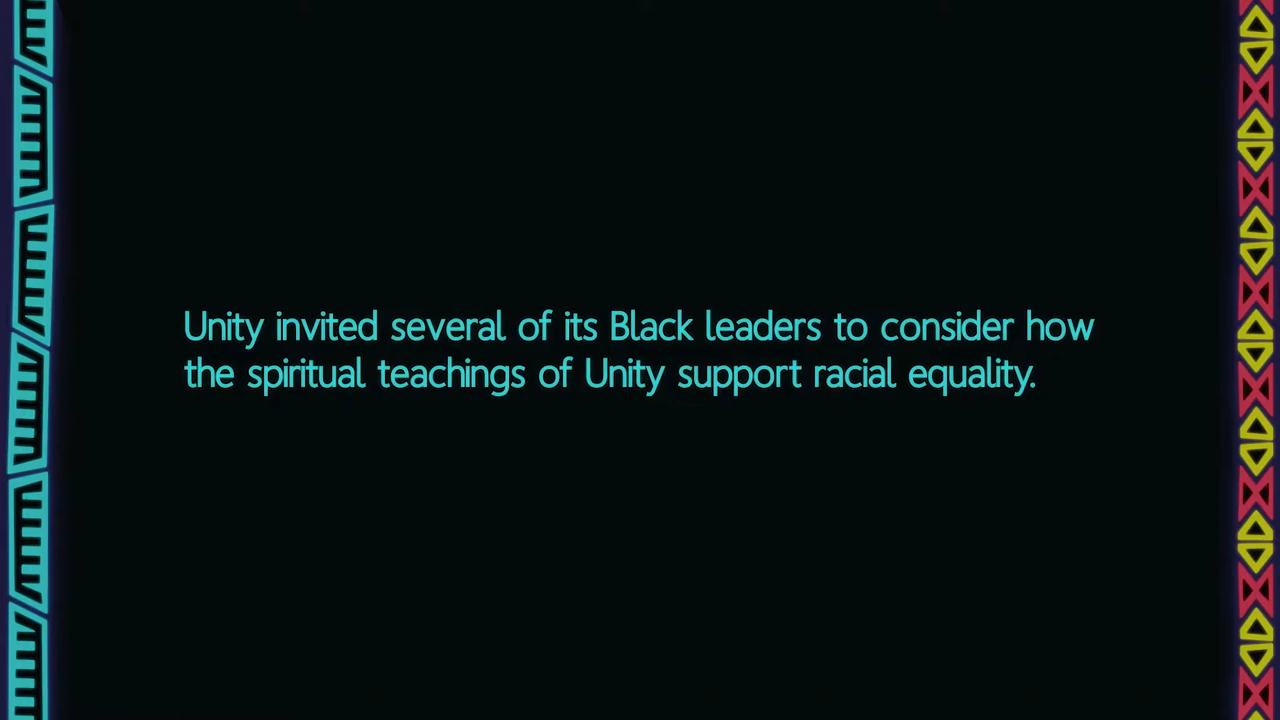 Unity invited several of its Black leaders to consider how
the spiritual teachings of Unity support racial equality.